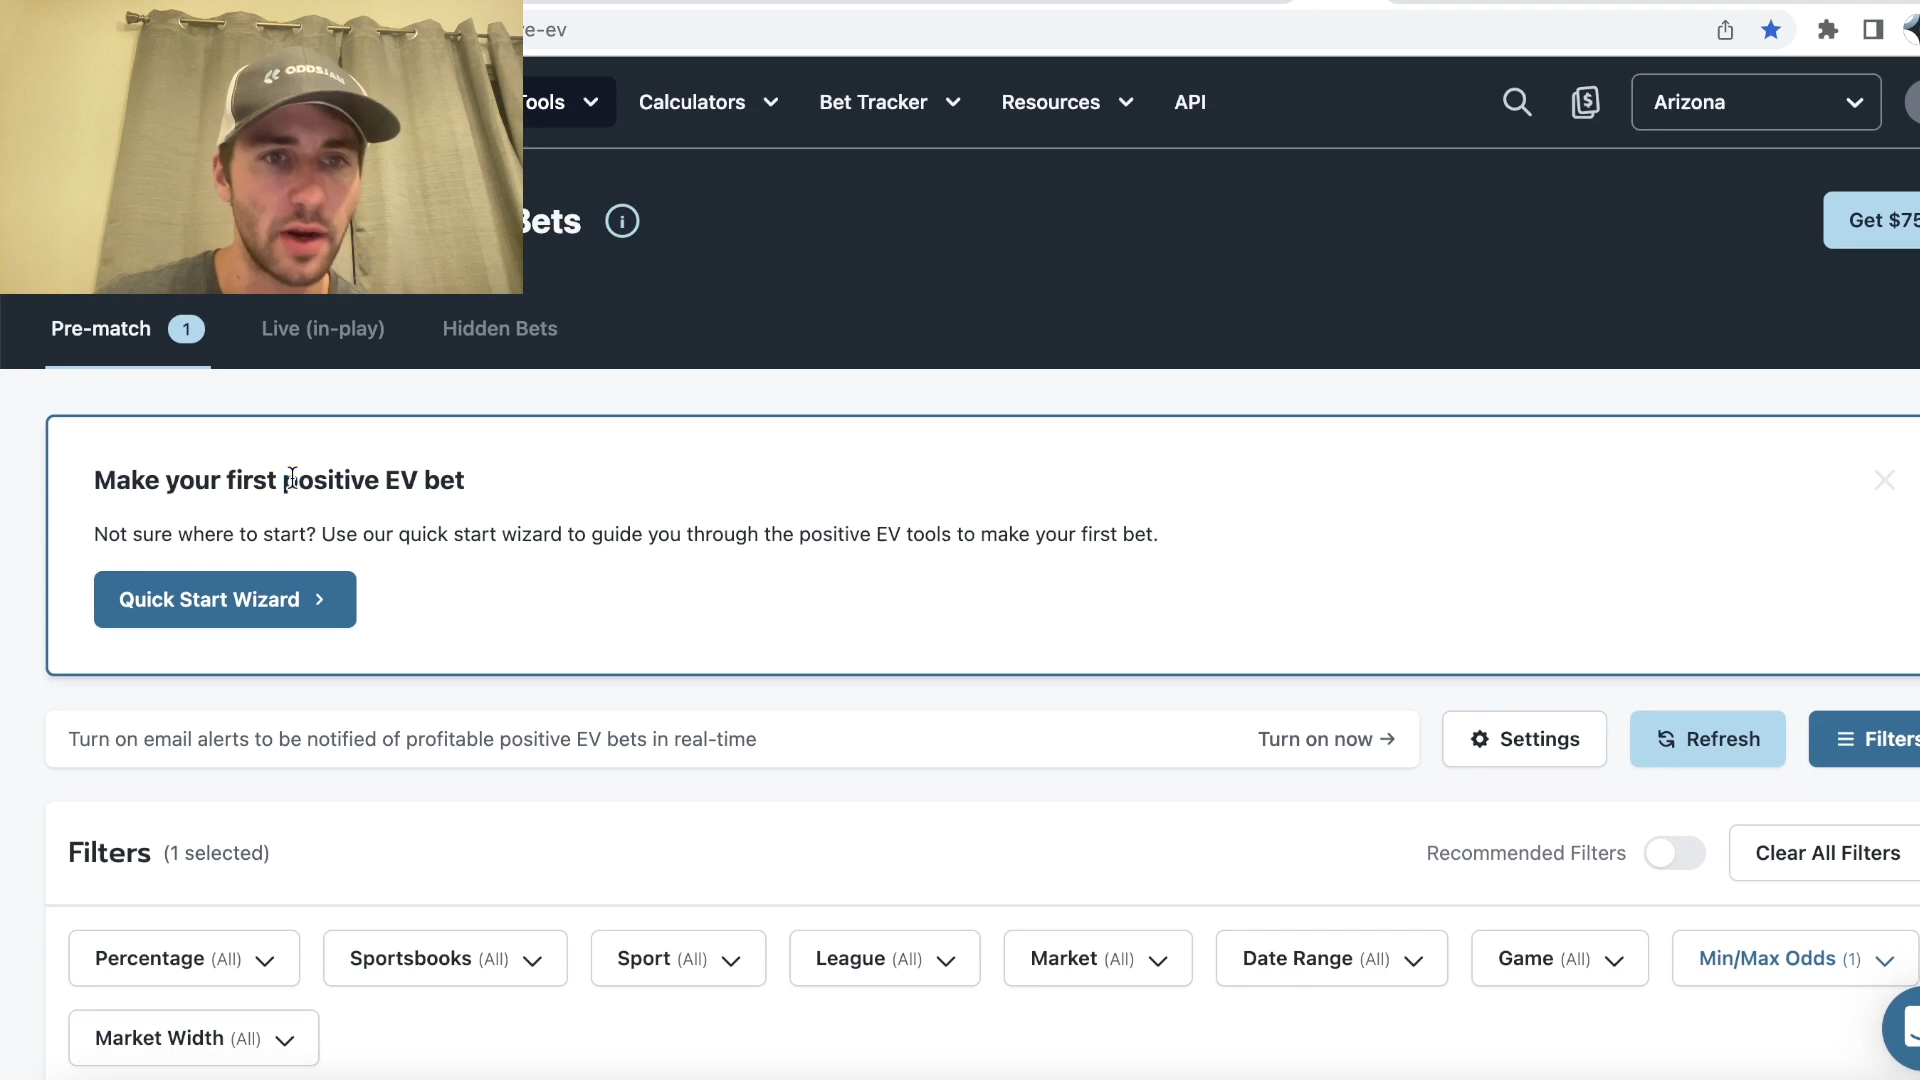 re-ev
ODDSJAM
Tools
Calculators
Bet Tracker
Resources
API
Arizona
Bets
Get $75
Pre-match 1
Live (in-play)
Hidden Bets
Make your first positive EV bet
Not sure where to start? Use our quick start wizard to guide you through the positive EV tools to make your first bet.
Quick Start Wizard
Turn on email alerts to be notified of profitable positive EV bets in real-time
Turn on now →
Settings
Refresh
Filters
Filters (1 selected)
Recommended Filters
Clear All Filters
Percentage (All)
Sportsbooks (All)
Sport (All)
League (All)
Market (All)
Date Range (All)
Game (All)
Min/Max Odds (1)
Market Width (All)